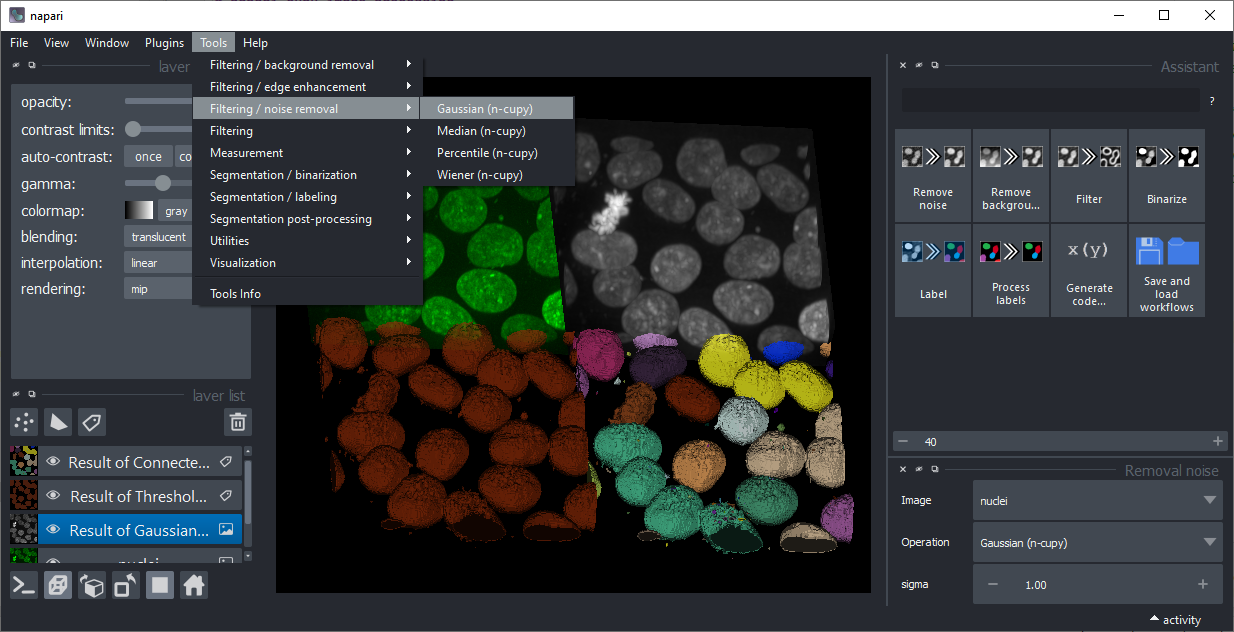 napari
File View Window Plugins Tools Help
layer
opacity:
contrast limits:
auto-contrast:
once
co
gamma:
colormap:
gray
blending:
translucent
interpolation:
linear
rendering:
mip
Filtering / background removal
Filtering / edge enhancement
Filtering / noise removal
Filtering
Measurement
Segmentation / binarization
Segmentation / labeling
Segmentation post-processing
Utilities
Visualization
Tools Info
Gaussian (n-cupy)
Median (n-cupy)
Percentile (n-cupy)
Wiener (n-cupy)
layer list
Result of Connecte...
Result of Threshol...
Result of Gaussian...
nuclei
Assistant
?
Remove
noise
Remove
backgrou...
Filter
Binarize
Label
Process
labels
x(y)
Generate
code...
Save and
load
workflows
40
Removal noise
Image
nuclei
Operation
Gaussian (n-cupy)
sigma
1.00
activity